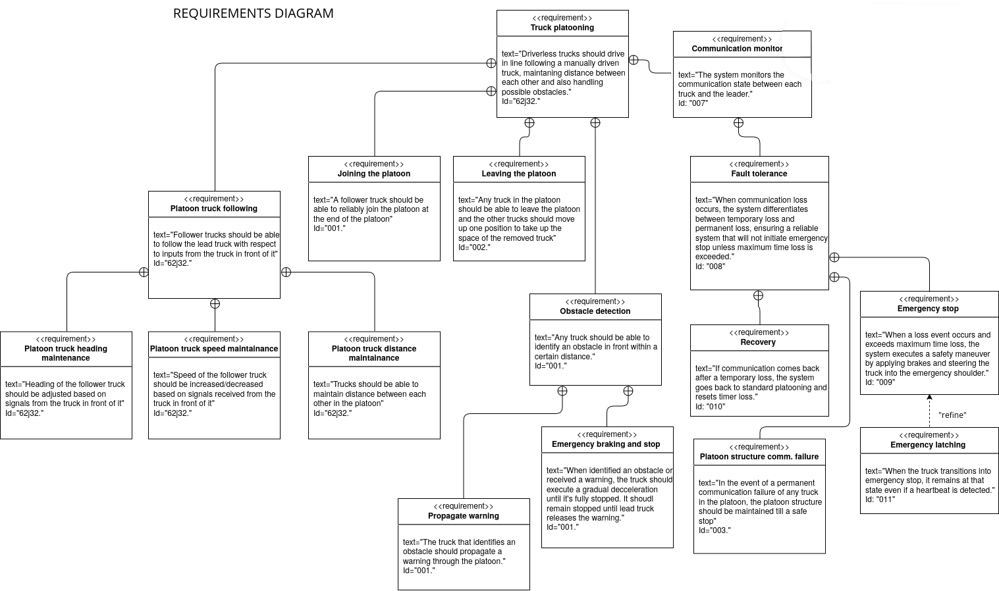 REQUIREMENTS DIAGRAM
<<requirement>>
Truck platooning
text="Driverless trucks should drive
in line following a manually driven
truck, maintaning distance between
each other and also handling
possible obstacles."
Id="62j32."
<<requirement>>
Communication monitor
text="The system monitors the
communication state between each
truck and the leader."
Id: "007"
<<requirement>>
Joining the platoon
text="A follower truck should be
able to reliably join the platoon at
the end of the platoon"
Id="001."
<<requirement>>
Leaving the platoon
text="Any truck in the platoon
should be able to leave the platoon
and the other trucks should move
up one position to take up the
space of the removed truck"
Id="002."
<<requirement>>
Fault tolerance
text="When communication loss
occurs, the system differentiates
between temporary loss and
permanent loss, ensuring a reliable
system that will not initiate emergency
stop unless maximum time loss is
exceeded."
Id: "008"
<<requirement>>
Platoon truck following
text="Follower trucks should be able
to follow the lead truck with respect
to inputs from the truck in front of it"
Id="62j32."
<<requirement>>
Obstacle detection
text="Any truck should be able to
identify an obstacle in front within a
certain distance."
Id="001."
<<requirement>>
Emergency stop
text="When a loss event occurs and
exceeds maximum time loss, the
system executes a safety maneuver
by applying brakes and steering the
truck into the emergency shoulder."
Id: "009"
<<requirement>>
Recovery
text="If communication comes back
after a temporary loss, the system
goes back to standard platooning and
resets timer loss."
Id: "010"
<<requirement>>
Platoon truck heading
maintenance
text="Heading of the follower truck
should be adjusted based on
signals from the truck in front of it"
Id="62j32."
<<requirement>>
Platoon truck speed maintainance
text="Speed of the follower truck
should be increased/decreased
based on signals received from the
truck in front of it"
Id="62j32."
<<requirement>>
Platoon truck distance
maintainance
text="Trucks should be able to
maintain distance between each
other in the platoon"
Id="62j32."
"refine"
<<requirement>>
Emergency braking and stop
text="When identified an obstacle or
received a warning, the truck should
execute a gradual decceleration
until it's fully stopped. It shoudl
remain stopped until lead truck
releases the warning."
Id="001."
<<requirement>>
Platoon structure comm. failure
text="In the event of a permanent
communication failure of any truck
in the platoon, the platoon structure
should be maintained till a safe
stop"
Id="003."
<<requirement>>
Emergency latching
text="When the truck transitions into
emergency stop, it remains at that
state even if a heartbeat is detected."
Id: "011"
<<requirement>>
Propagate warning
text="The truck that identifies an
obstacle should propagate a
warning through the platoon."
Id="001."